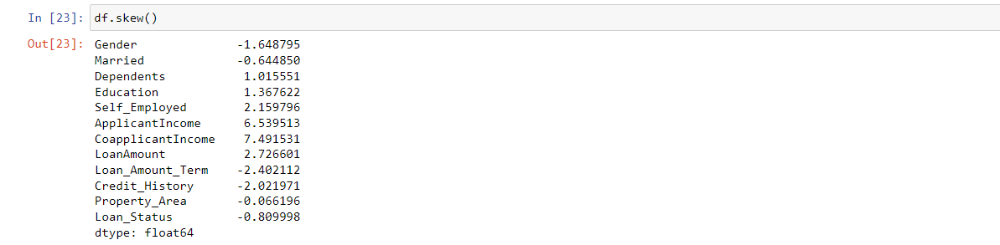 In [23]: df.skew()
Out[23]: Gender -1.648795
Married -0.644850
Dependents 1.015551
Education 1.367622
Self_Employed 2.159796
ApplicantIncome 6.539513
CoapplicantIncome 7.491531
LoanAmount 2.726601
Loan_Amount_Term -2.402112
Credit_History -2.021971
Property_Area -0.066196
Loan_Status -0.809998
dtype: float64